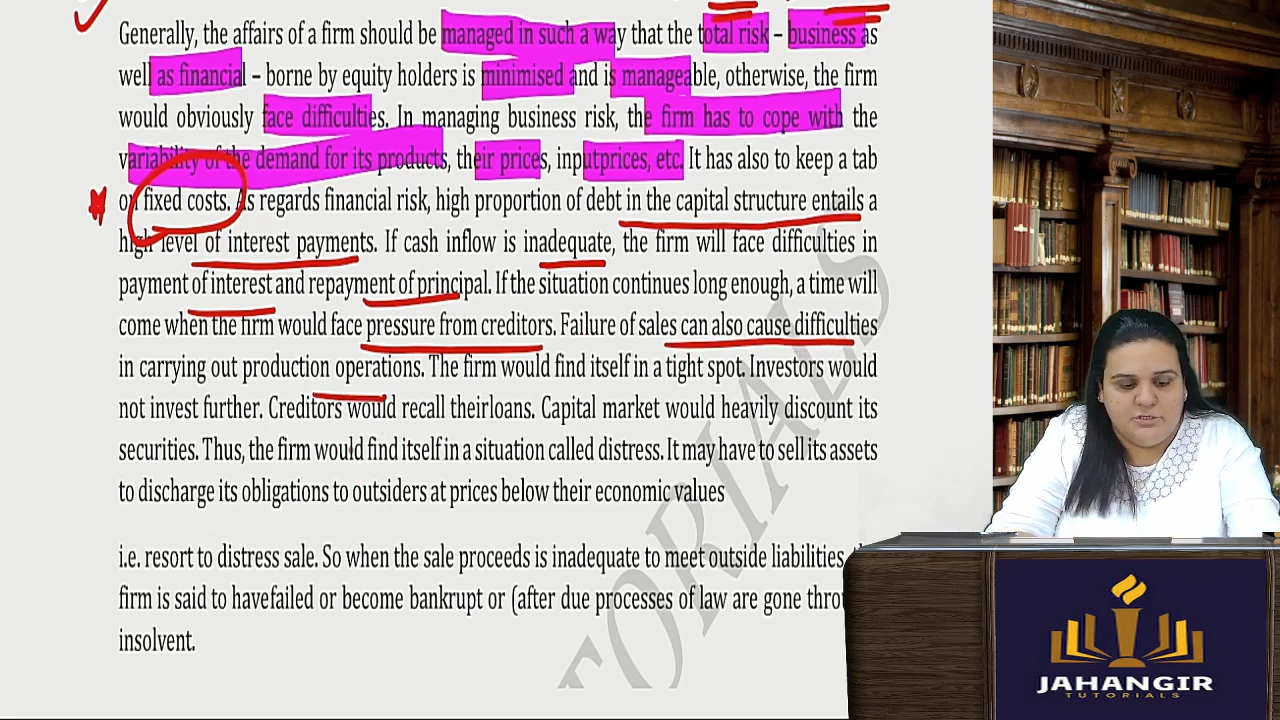 Generally, the affairs of a firm should be managed in such a way that the total risk – business as
well as financial – borne by equity holders is minimised and is manageable, otherwise, the firm
would obviously face difficulties. In managing business risk, the firm has to cope with the
variability of the demand for its products, their prices, inputprices, etc. It has also to keep a tab
on fixed costs. As regards financial risk, high proportion of debt in the capital structure entails a
high level of interest payments. If cash inflow is inadequate, the firm will face difficulties in
payment of interest and repayment of principal. If the situation continues long enough, a time will
come when the firm would face pressure from creditors. Failure of sales can also cause difficulties
in carrying out production operations. The firm would find itself in a tight spot. Investors would
not invest further. Creditors would recall theirloans. Capital market would heavily discount its
securities. Thus, the firm would find itself in a situation called distress. It may have to sell its assets
to discharge its obligations to outsiders at prices below their economic values
i.e. resort to distress sale. So when the sale proceeds is inadequate to meet outside liabilities,
firm is said to havefailed or become bankrupt or (after due processes of law are gone
insolvent.
TORIALS
JAHANGIR
TUTORIALS